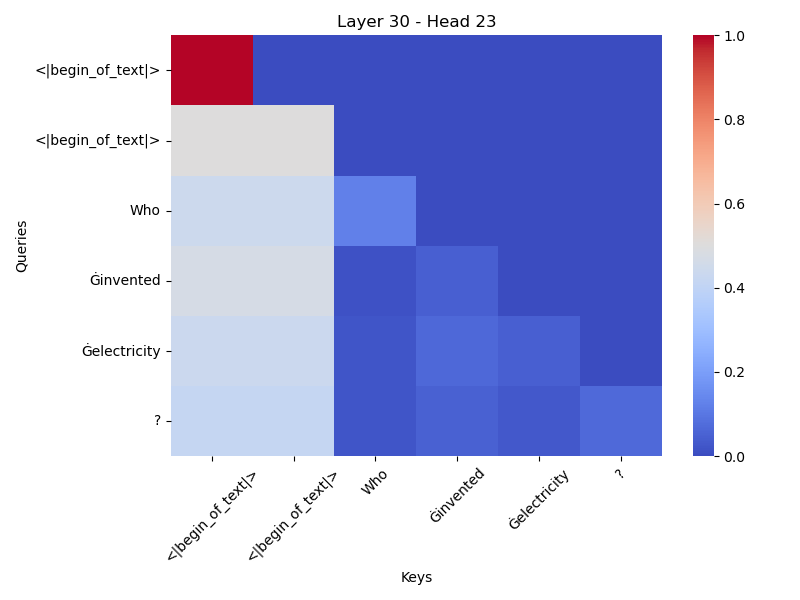 Layer 30 - Head 23
<|begin_of_text|>
<|begin_of_text|>
Who
Ġinvented
Ġelectricity
?
Queries
<|begin_of_text|>
<|begin_of_text|>
Who
Ġinvented
Ġelectricity
?
Keys
1.0
0.8
0.6
0.4
0.2
0.0